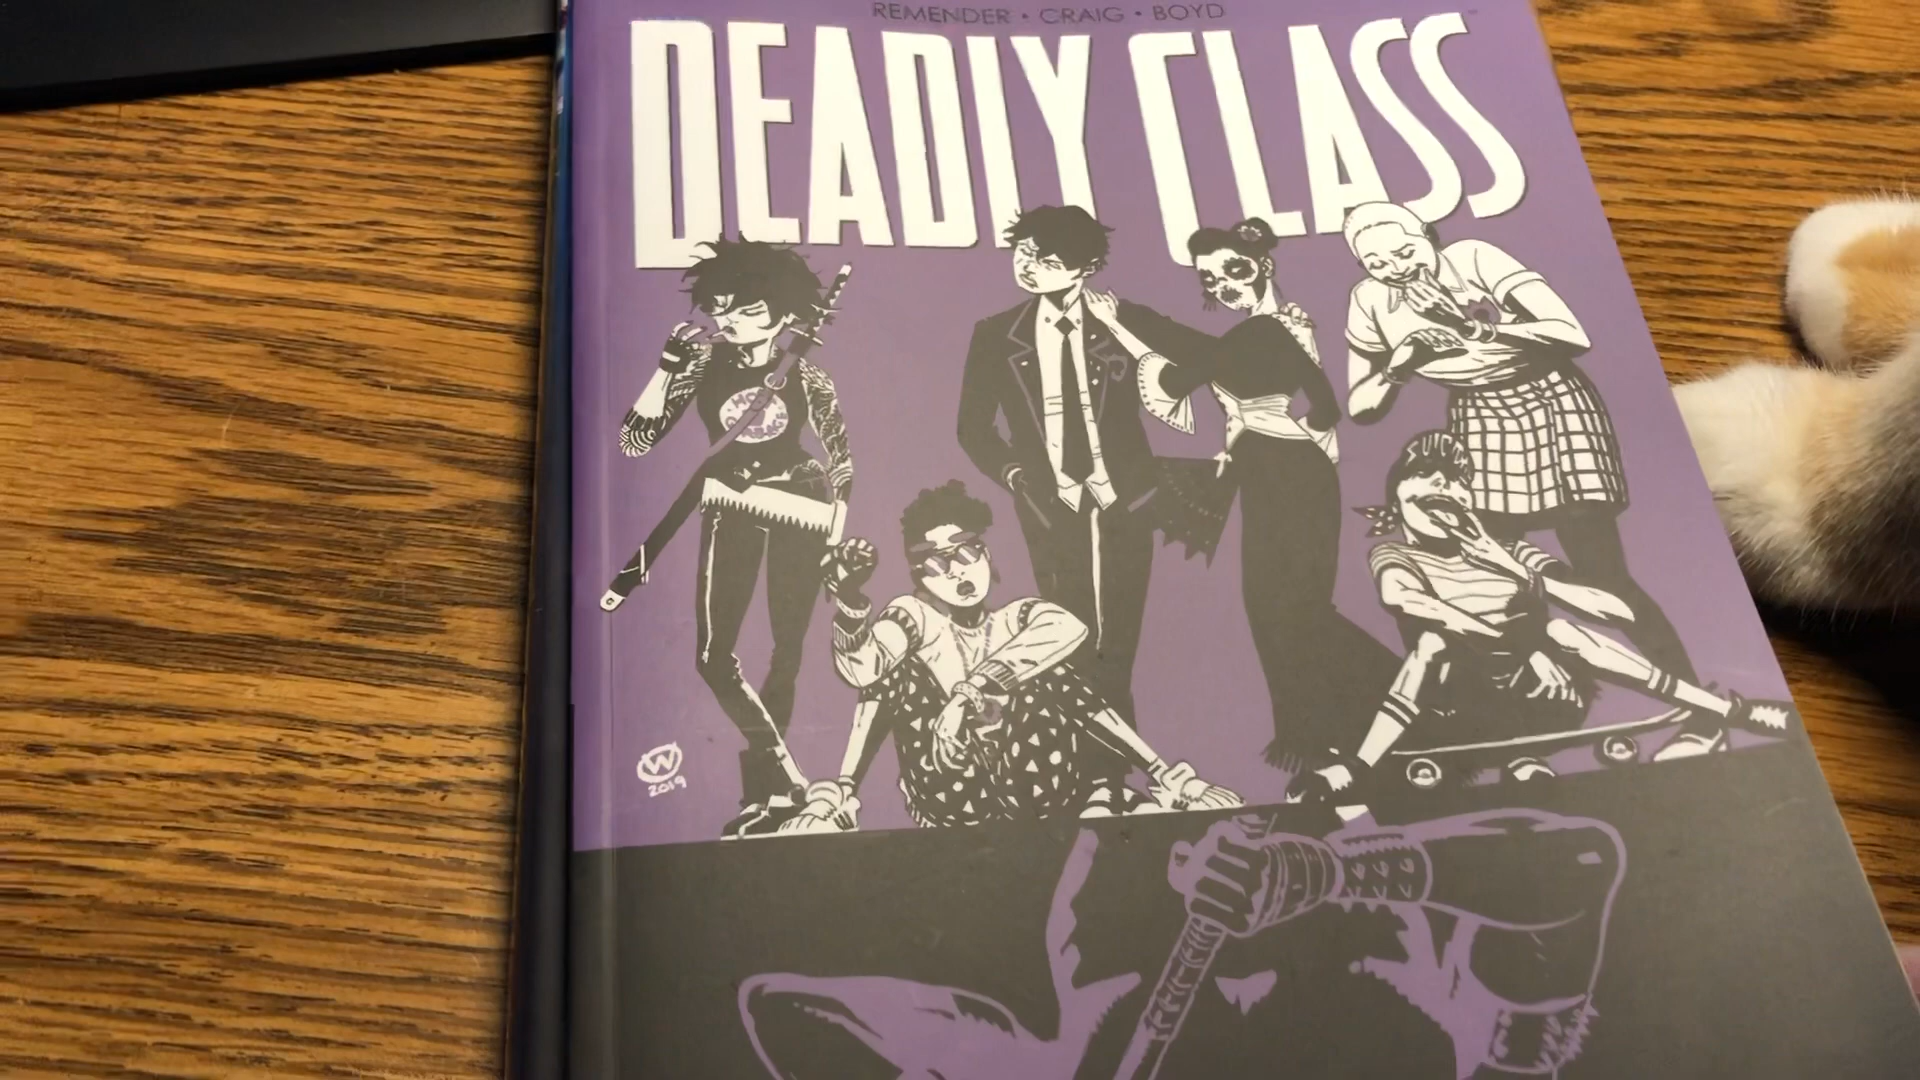 REMENDER • CRAIG • BOYD
DEADLY CLASS
W
2019